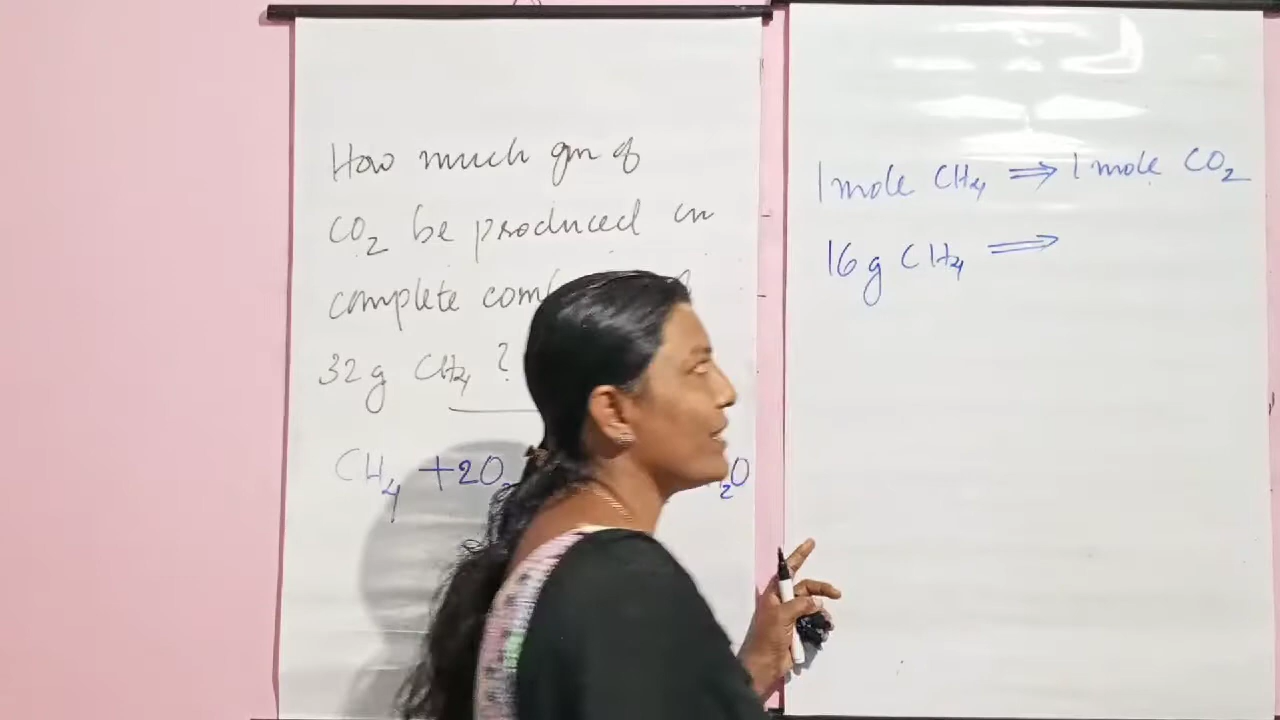 How much gm of
CO₂ be produced in
complete
32g CH₄ ?
CH₄ + 2O₂
₂O
1 mole CH₄ ⇒ 1 mole CO₂
16g CH₄ ⇒